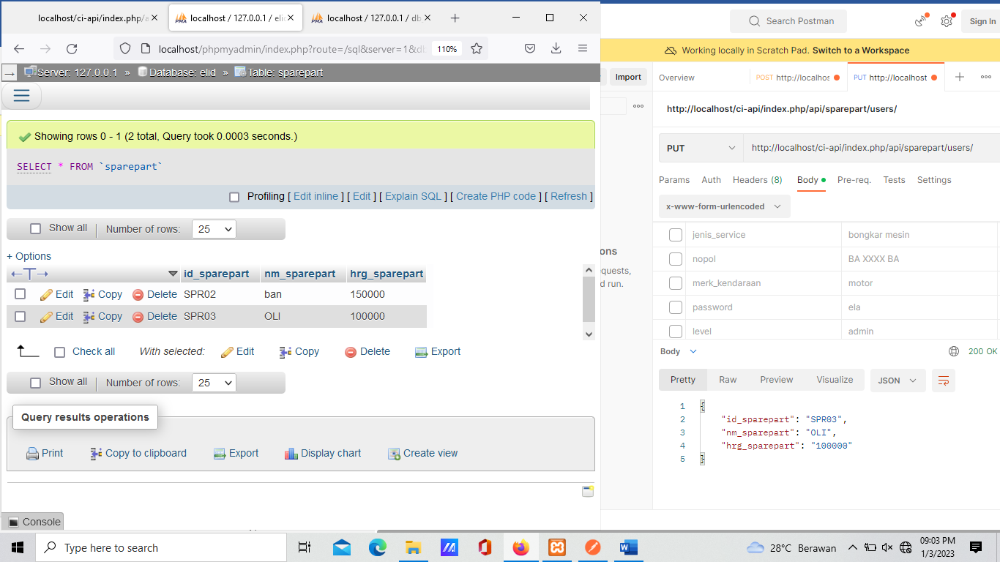 localhost/ci-api/index.php/a
localhost / 127.0.0.1 / elid
localhost / 127.0.0.1 / db
localhost/phpmyadmin/index.php?route=/sql&server=1&db
110%
Server: 127.0.0.1 » Database: elid » Table: sparepart
Showing rows 0 - 1 (2 total, Query took 0.0003 seconds.)
SELECT * FROM `sparepart`
Profiling [ Edit inline ] [ Edit ] [ Explain SQL ] [ Create PHP code ] [ Refresh ]
Show all | Number of rows: 25
+ Options
←T→ id_sparepart nm_sparepart hrg_sparepart
Edit Copy Delete SPR02 ban 150000
Edit Copy Delete SPR03 OLI 100000
Check all With selected: Edit Copy Delete Export
Show all | Number of rows: 25
Query results operations
Print Copy to clipboard Export Display chart Create view
Console
Search Postman
Sign In
Working locally in Scratch Pad. Switch to a Workspace
Import
Overview
POST http://localhos
PUT http://localhost
http://localhost/ci-api/index.php/api/sparepart/users/
PUT http://localhost/ci-api/index.php/api/sparepart/users/
Params Auth Headers (8) Body Pre-req. Tests Settings
x-www-form-urlencoded
jenis_service bongkar mesin
nopol BA XXXX BA
merk_kendaraan motor
password ela
level admin
ons
quests,
d run.
Body 200 OK
Pretty Raw Preview Visualize JSON
1 {
2 "id_sparepart": "SPR03",
3 "nm_sparepart": "OLI",
4 "hrg_sparepart": "100000"
5 }
Type here to search
28°C Berawan
09:03 PM
1/3/2023